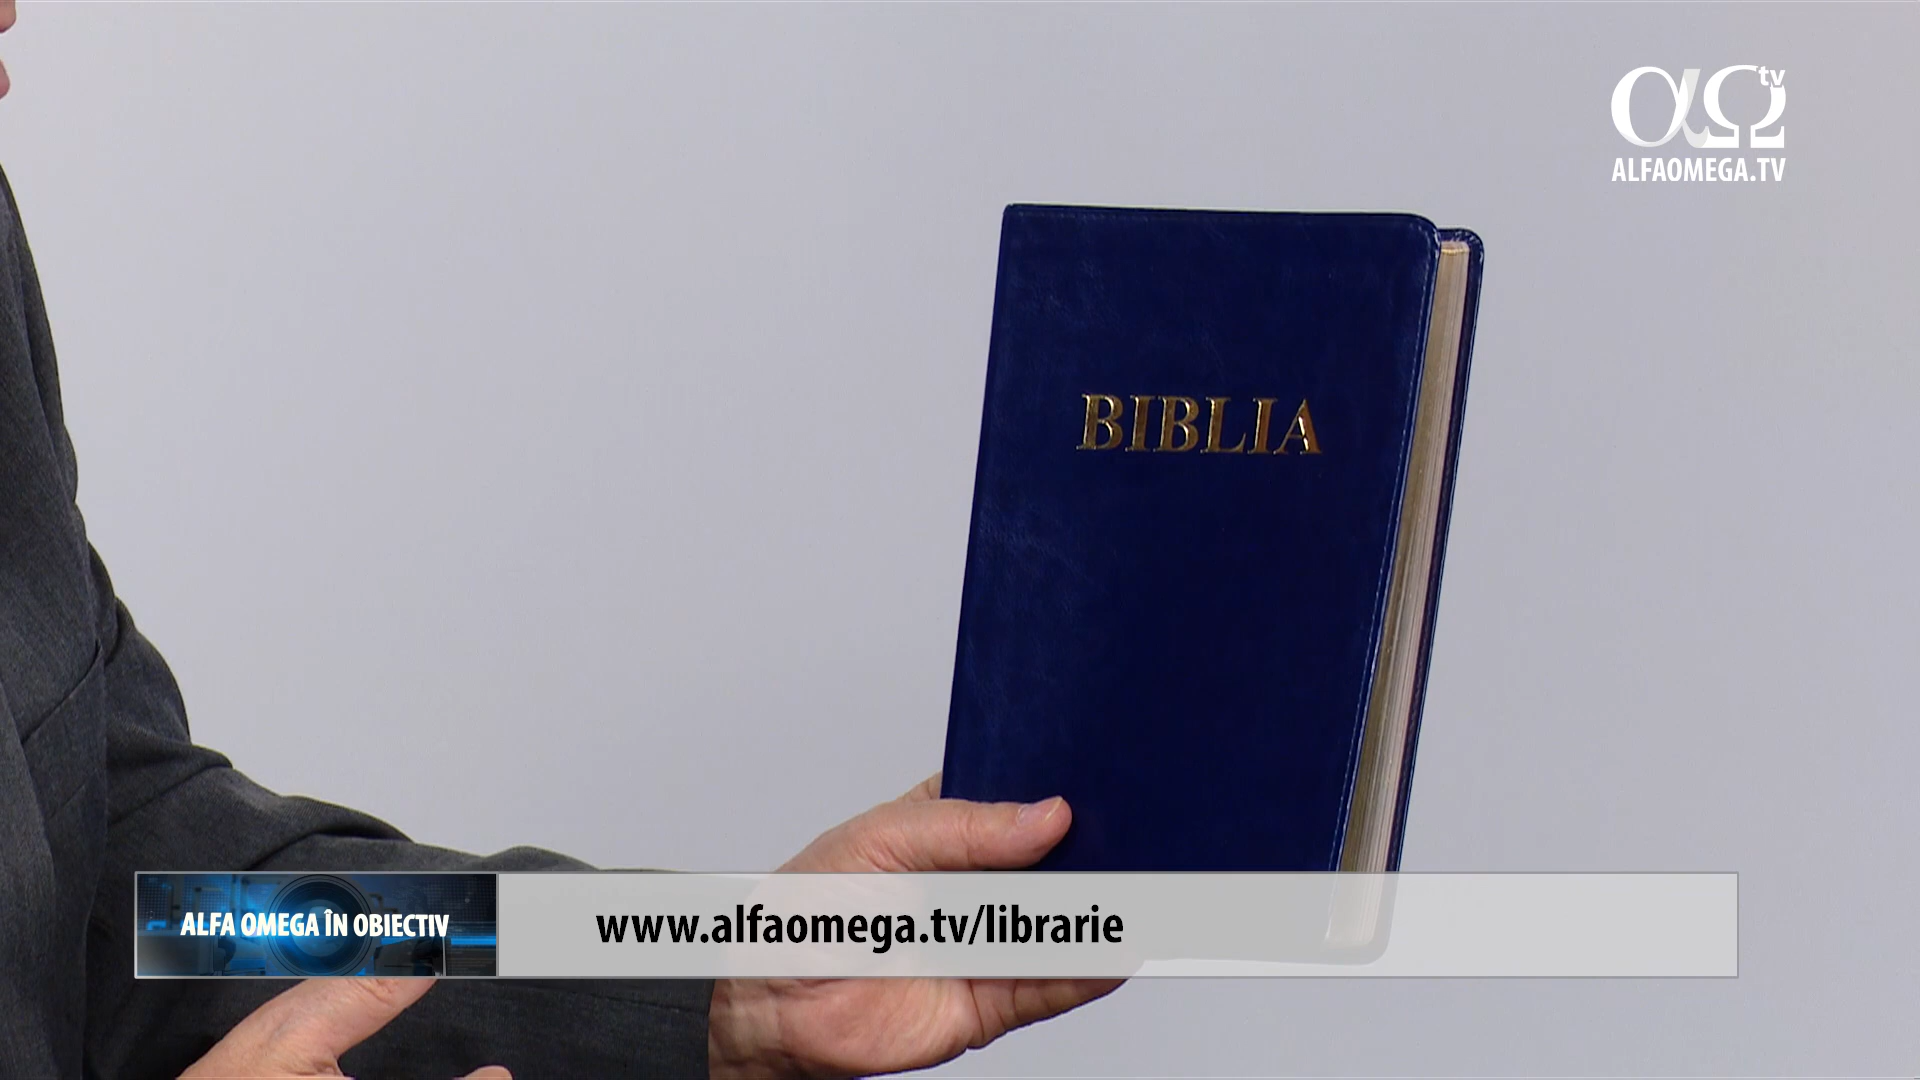 αΩ tv
ALFAOMEGA.TV
BIBLIA
ALFA OMEGA ÎN OBIECTIV
www.alfaomega.tv/librarie